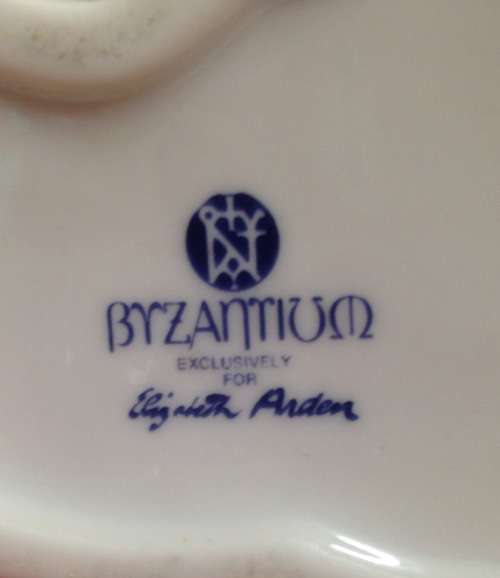 BYZANTIUM
EXCLUSIVELY
FOR
Elizabeth Arden